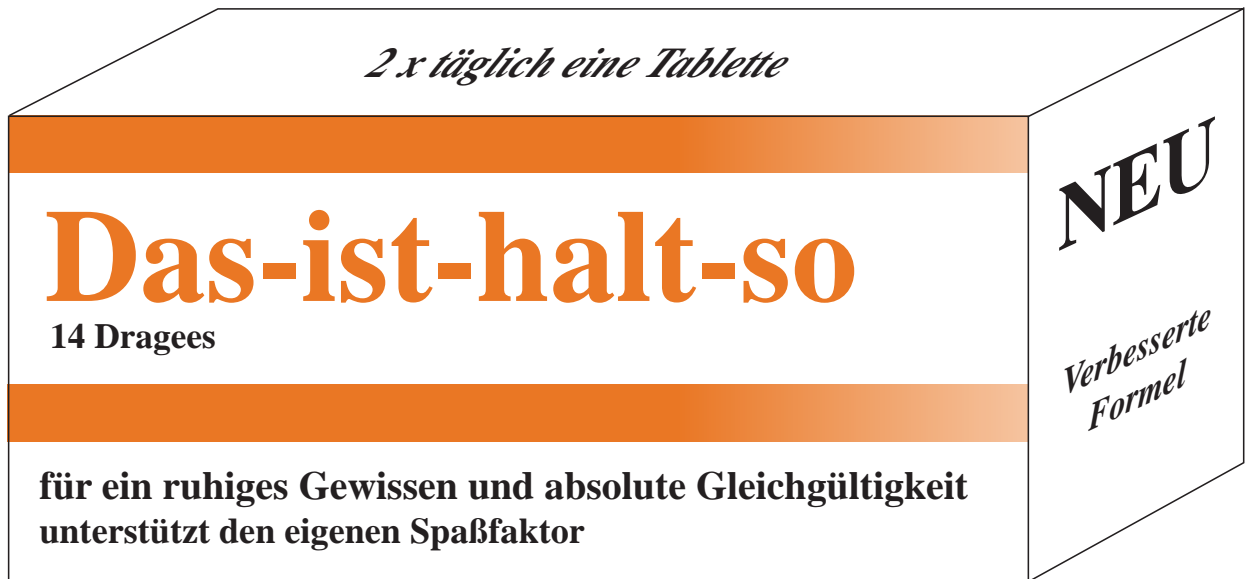 2 x täglich eine Tablette
Das-ist-halt-so
14 Dragees
für ein ruhiges Gewissen und absolute Gleichgültigkeit
unterstützt den eigenen Spaßfaktor
NEU
Verbesserte
Formel